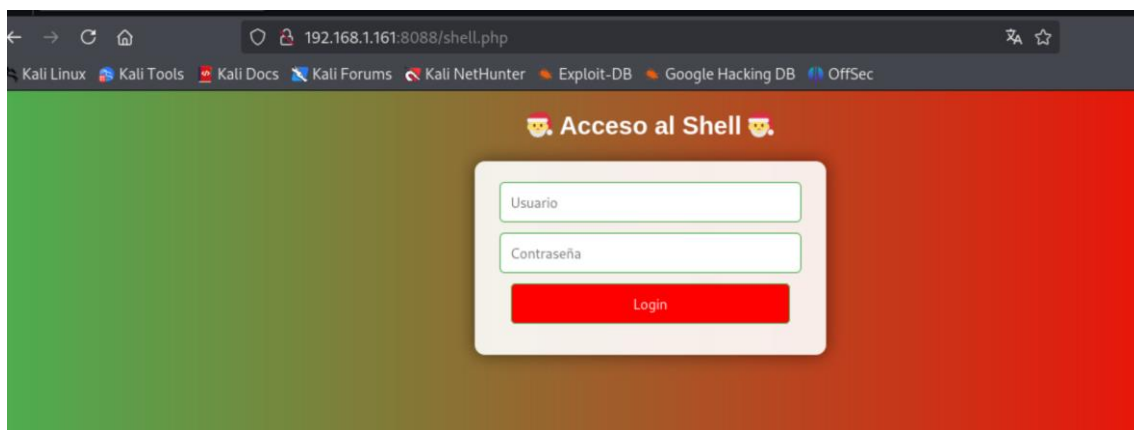 192.168.1.161:8088/shell.php
Kali Linux Kali Tools Kali Docs Kali Forums Kali NetHunter Exploit-DB Google Hacking DB OffSec
Acceso al Shell
Usuario
Contraseña
Login